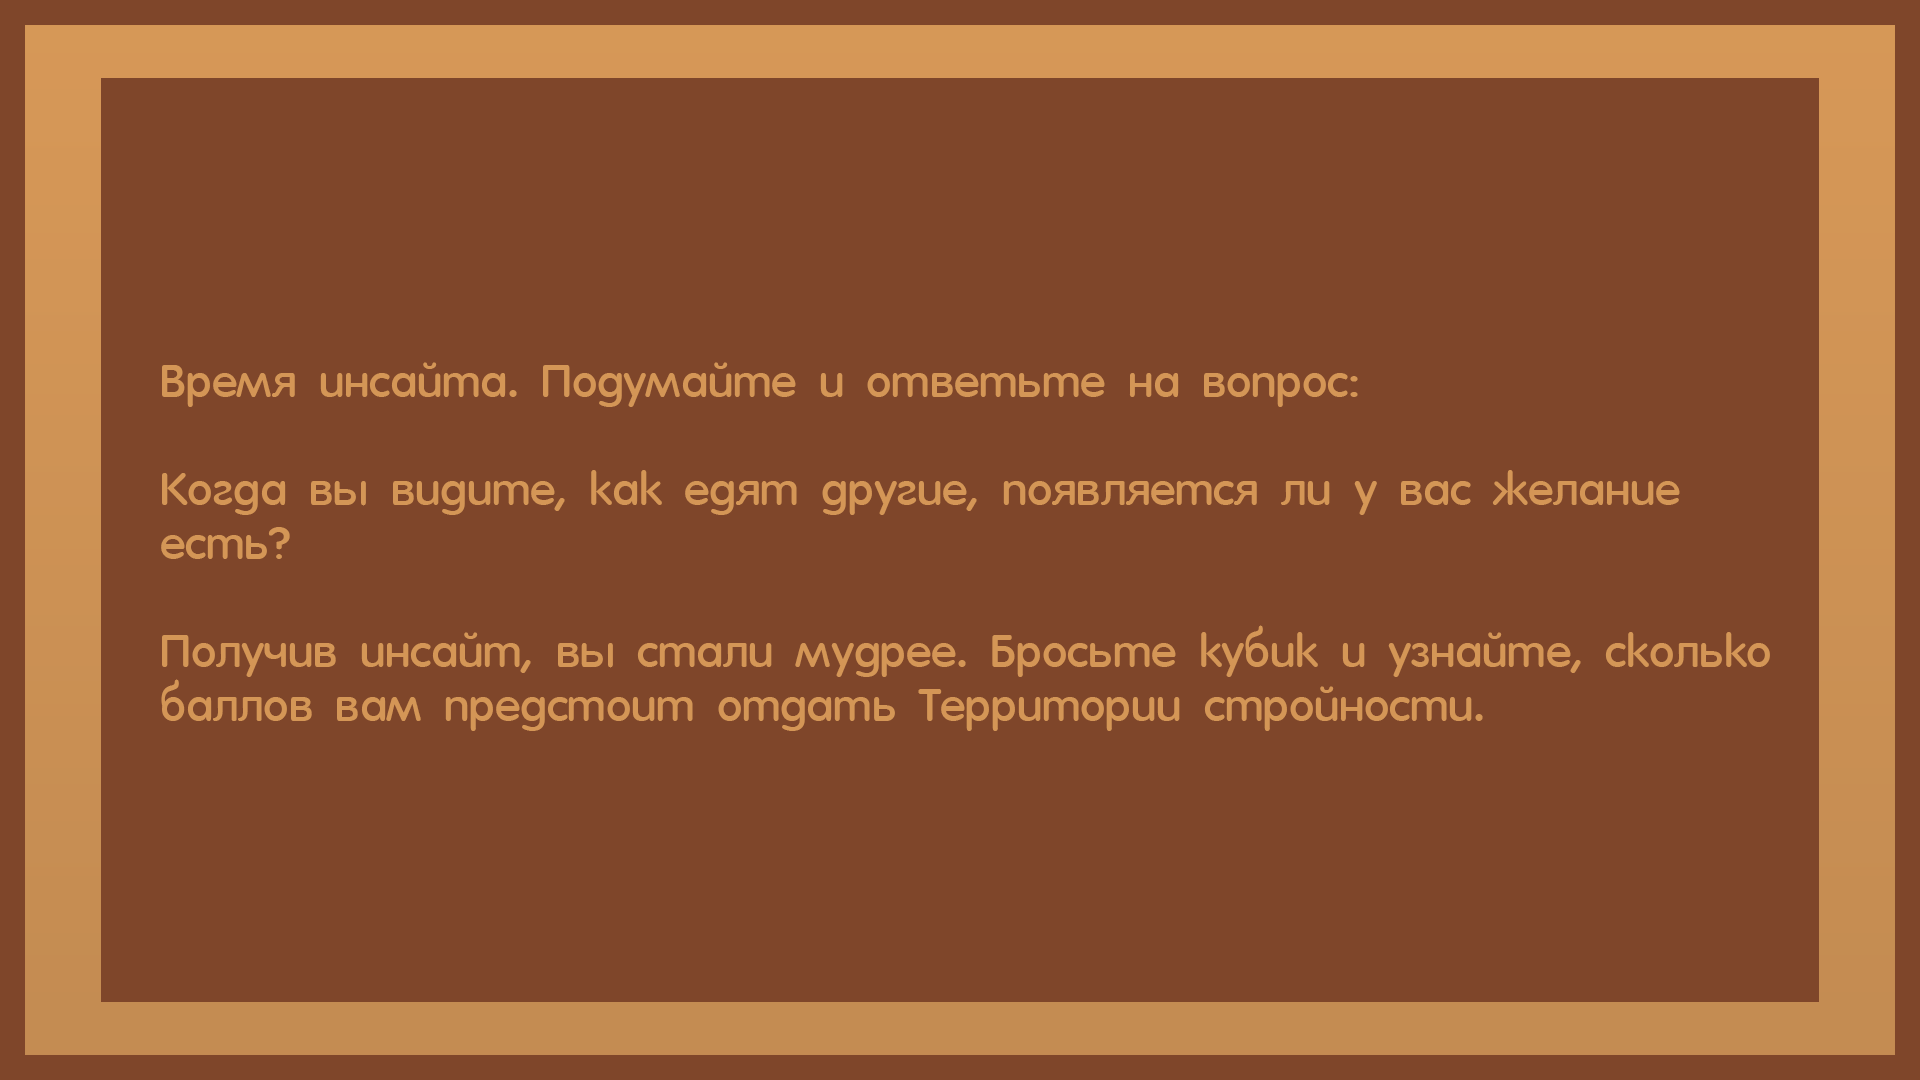 Время инсайта. Подумайте и ответьте на вопрос:
Когда вы видите, как едят другие, появляется ли у вас желание
есть?
Получив инсайт, вы стали мудрее. Бросьте кубик и узнайте, сколько
баллов вам предстоит отдать Территории стройности.